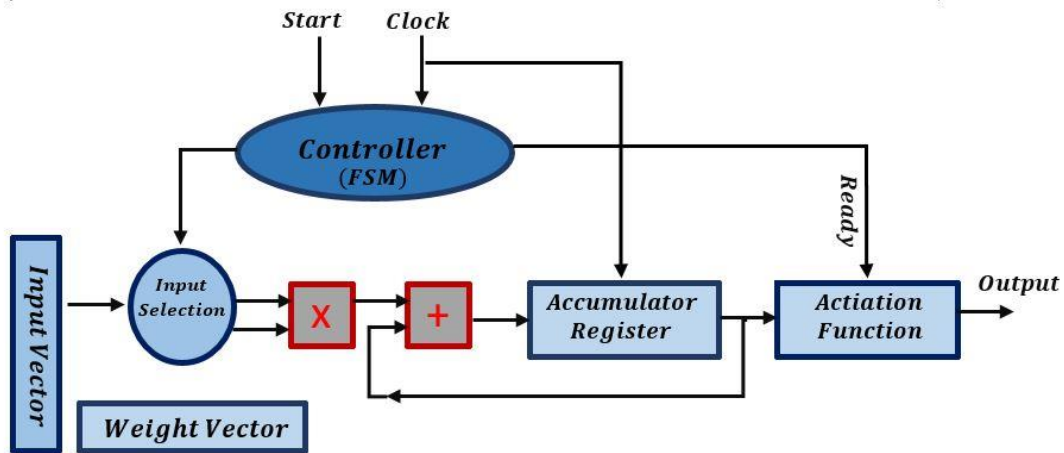 Start
Clock
Controller
(FSM)
Ready
Input Vector
Input
Selection
X
+
Accumulator
Register
Actiation
Function
Output
Weight Vector